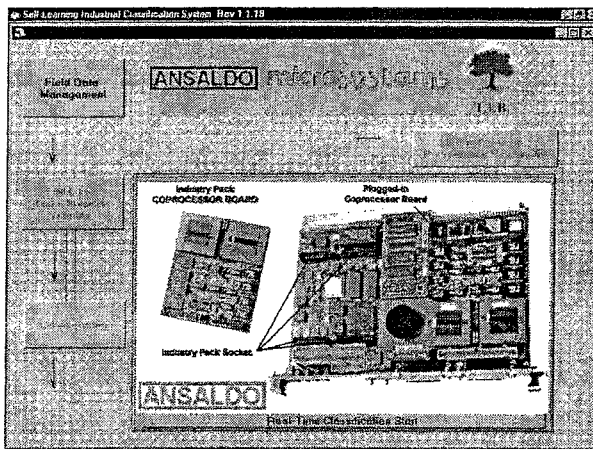 Self-Learning Industrial Classification System Rev 1.1.18
Field Data
Management
ANSALDO microsystems
Industry Pack
COPROCESSOR BOARD
Plugged-in
Coprocessor Board
Industry Pack Socket
ANSALDO
Real-Time Classification Start